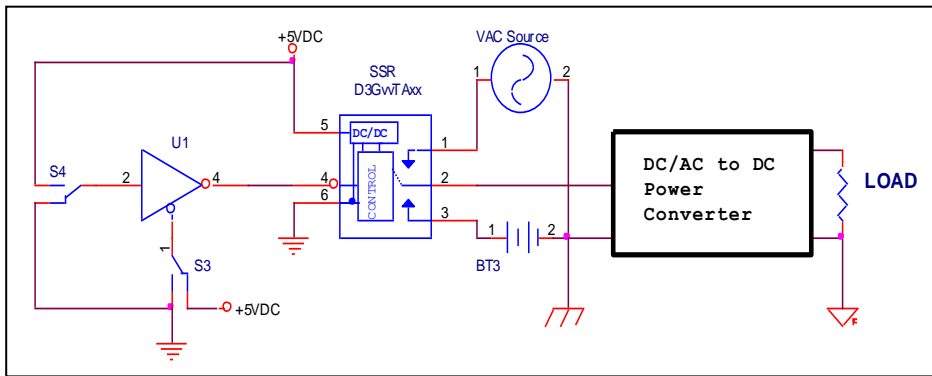 +5VDC
VAC Source
SSR
D3GvvTAxx
1
2
5
DC/DC
1
U1
S4
2
4
4
CONTROL
2
6
3
DC/AC to DC
Power
Converter
LOAD
1
S3
1
2
BT3
+5VDC
F